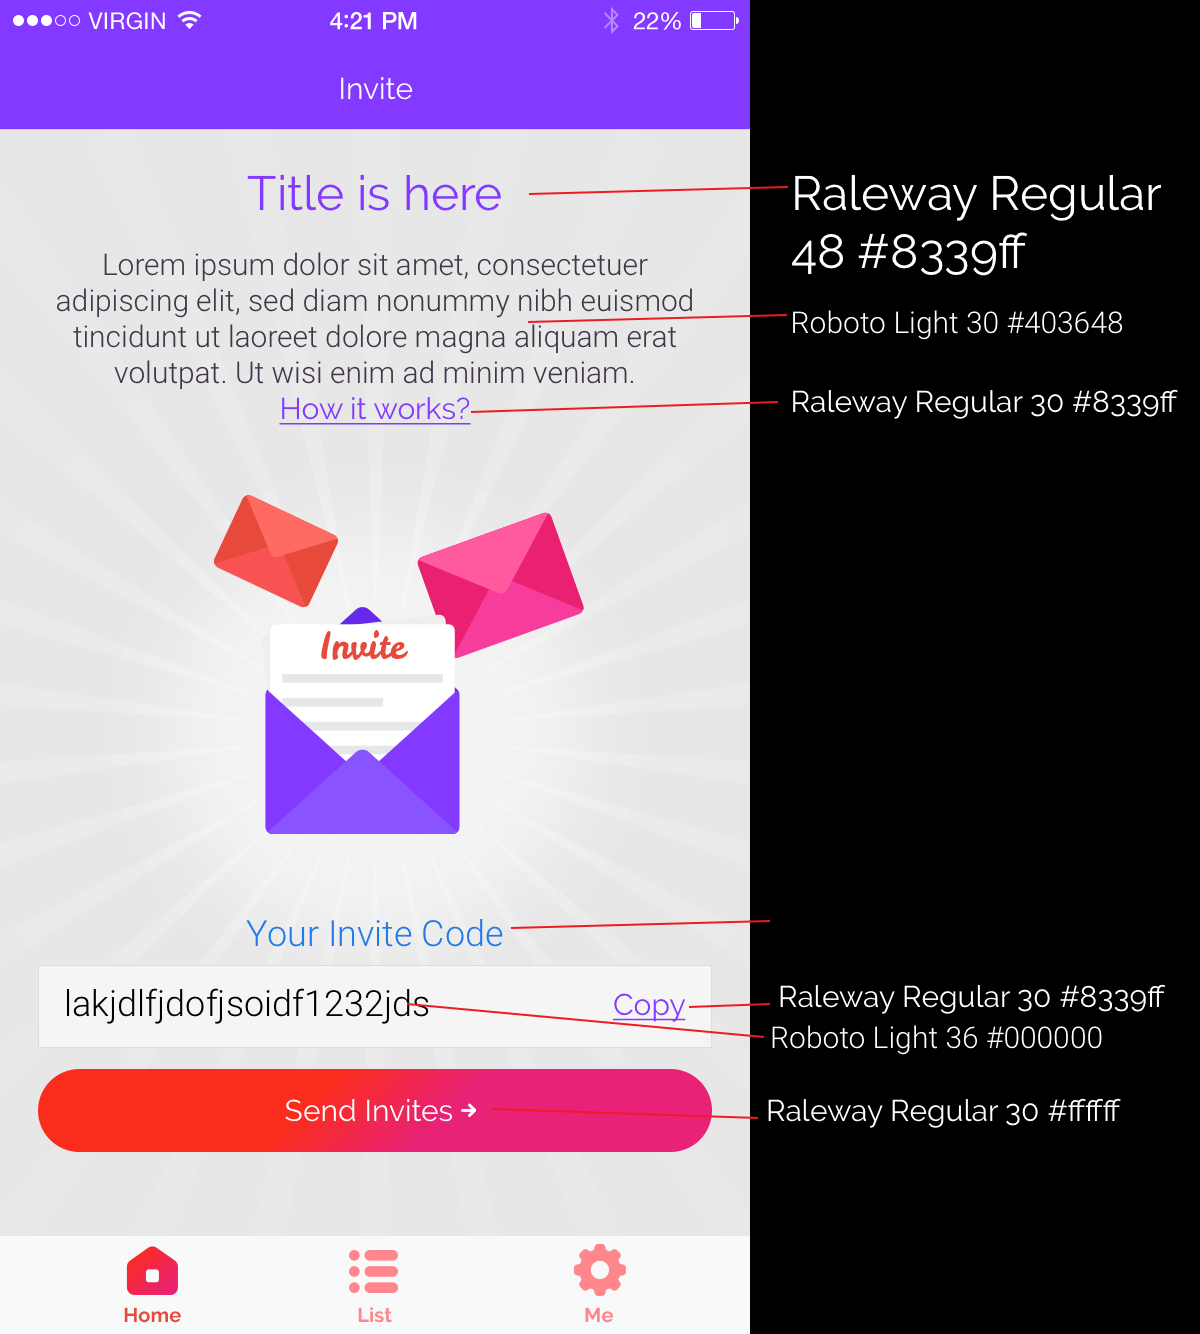 VIRGIN 4:21 PM 22%
Invite
Title is here
Raleway Regular
48 #8339ff
Lorem ipsum dolor sit amet, consectetuer
adipiscing elit, sed diam nonummy nibh euismod
tincidunt ut laoreet dolore magna aliquam erat
volutpat. Ut wisi enim ad minim veniam.
Roboto Light 30 #403648
How it works?
Raleway Regular 30 #8339ff
Invite
Your Invite Code
lakjdlfjdofjsoidf1232jds
Copy
Raleway Regular 30 #8339ff
Roboto Light 36 #000000
Send Invites
Raleway Regular 30 #ffffff
Home List Me